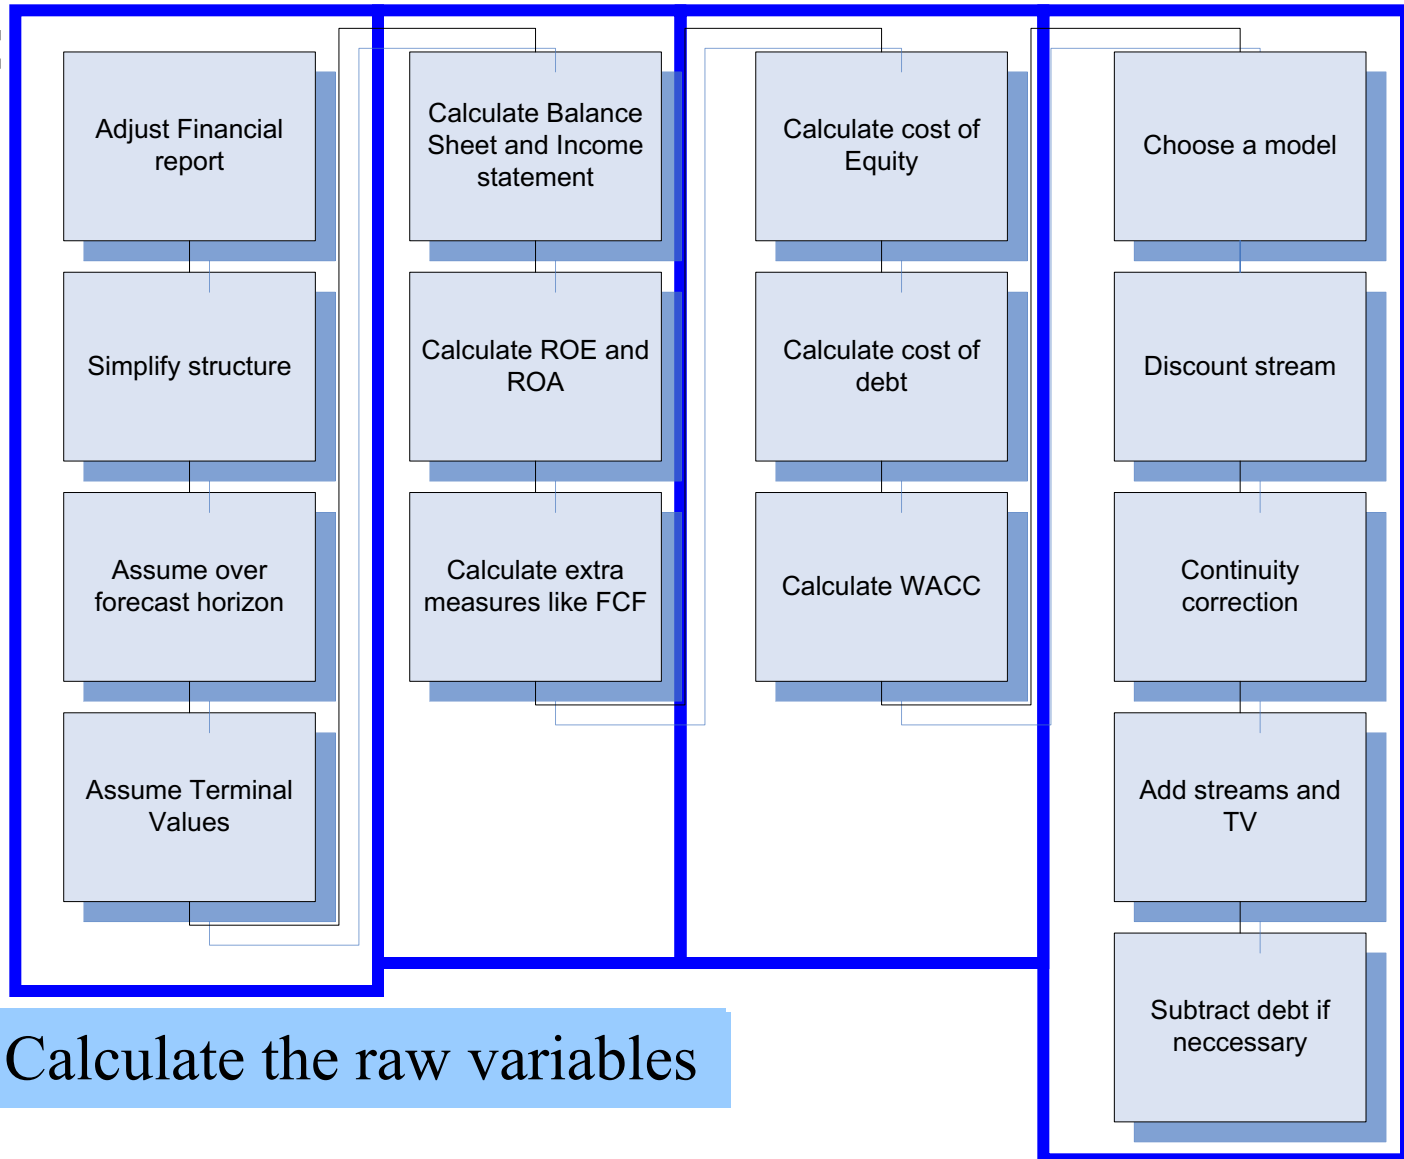 Adjust Financial
report
Simplify structure
Assume over
forecast horizon
Assume Terminal
Values
Calculate Balance
Sheet and Income
statement
Calculate ROE and
ROA
Calculate extra
measures like FCF
Calculate cost of
Equity
Calculate cost of
debt
Calculate WACC
Choose a model
Discount stream
Continuity
correction
Add streams and
TV
Subtract debt if
neccessary
Calculate the raw variables